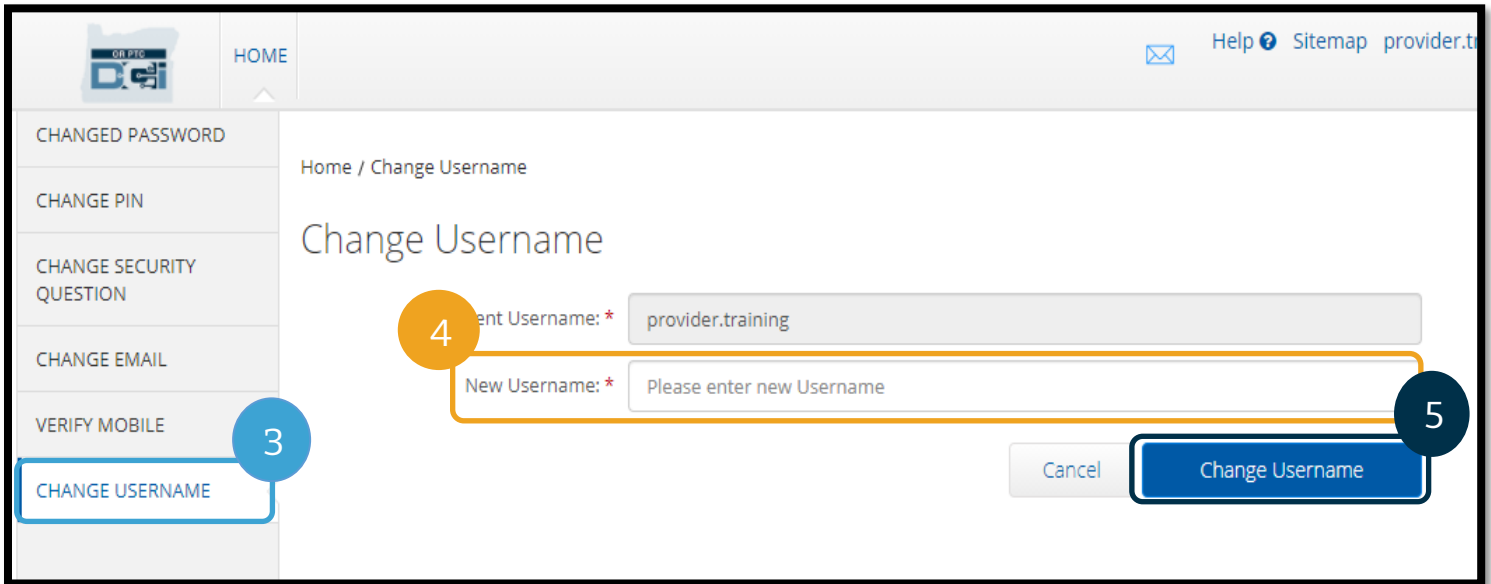 OR PTC
DCI
HOME
Help ? Sitemap provider.t
CHANGED PASSWORD
CHANGE PIN
CHANGE SECURITY
QUESTION
CHANGE EMAIL
VERIFY MOBILE
3
CHANGE USERNAME
Home / Change Username
Change Username
4
ent Username: * provider.training
New Username: * Please enter new Username
5
Cancel Change Username